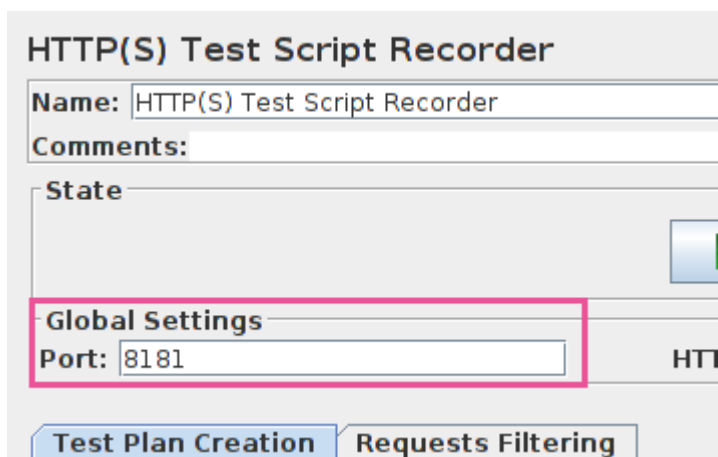 HTTP(S) Test Script Recorder
Name: HTTP(S) Test Script Recorder
Comments:
State
Global Settings
Port: 8181
Test Plan Creation Requests Filtering